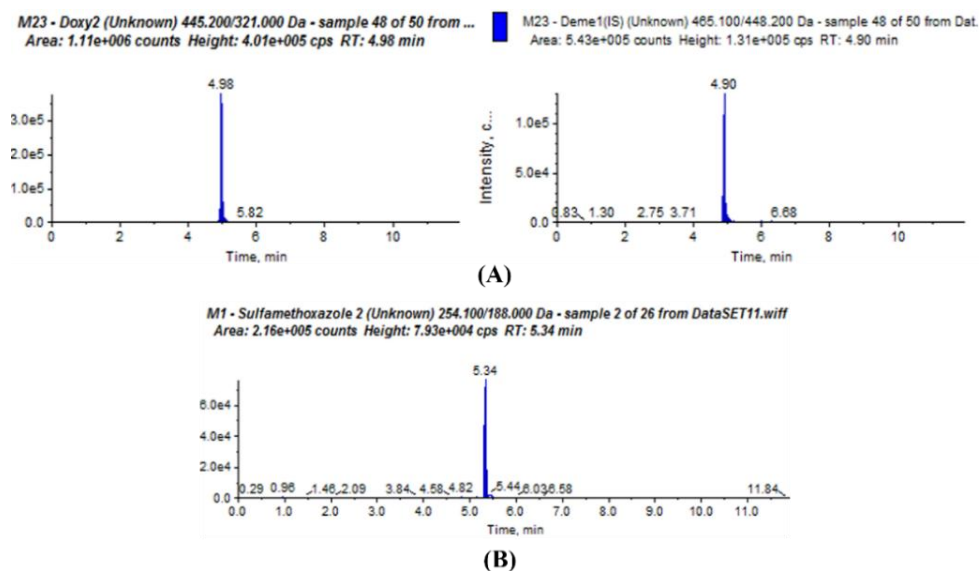 M23 - Doxy2 (Unknown) 445.200/321.000 Da - sample 48 of 50 from ...
Area: 1.11e+006 counts Height: 4.01e+005 cps RT: 4.98 min
4.98
3.0e5
2.0e5
1.0e5
0.0
5.82
0 2 4 6 8 10
Time, min
M23 - Deme1(IS) (Unknown) 465.100/448.200 Da - sample 48 of 50 from Dat.
Area: 5.43e+005 counts Height: 1.31e+005 cps RT: 4.90 min
4.90
Intensity, c...
1.0e5
5.0e4
0.0
0.83 1.30 2.75 3.71 6.68
0 2 4 6 8 10
Time, min
(A)
M1 - Sulfamethoxazole 2 (Unknown) 254.100/188.000 Da - sample 2 of 26 from DataSET11.wiff
Area: 2.16e+005 counts Height: 7.93e+004 cps RT: 5.34 min
5.34
6.0e4
4.0e4
2.0e4
0.0
0.29 0.96 1.46 2.09 3.84 4.58 4.82 5.44 6.03 6.58 11.84
0.0 1.0 2.0 3.0 4.0 5.0 6.0 7.0 8.0 9.0 10.0 11.0
Time, min
(B)